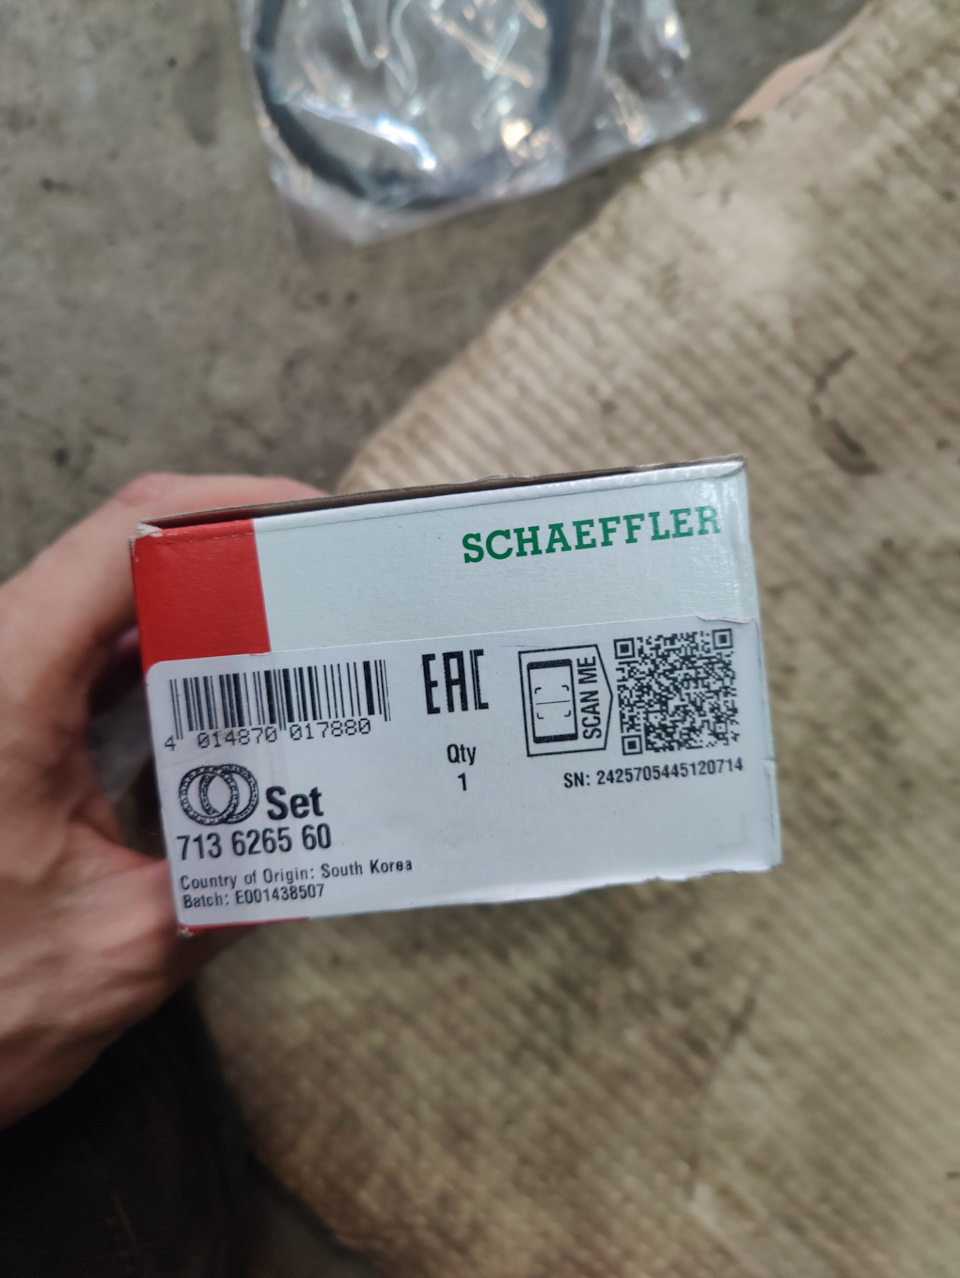 SCHAEFFLER
EAC
SCAN ME
4 014870 017880
Qty
1
SN: 2425705445120714
Set
713 6265 60
Country of Origin: South Korea
Batch: E001438507